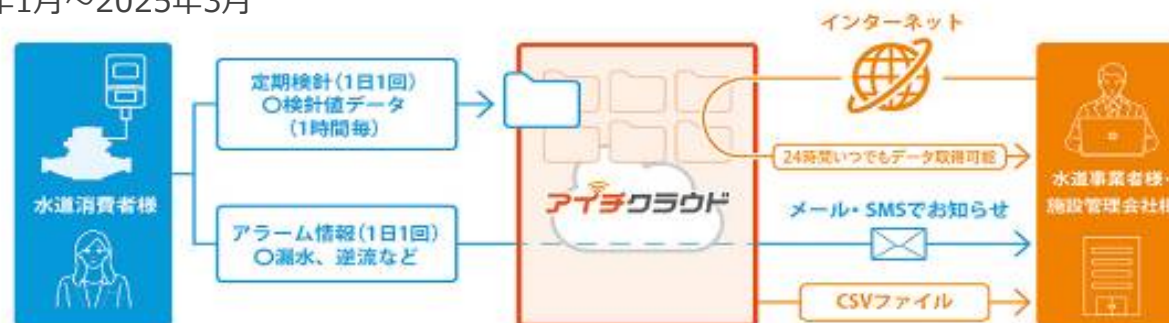 年1月～2025年3月
インターネット
定期検針(1日1回)
〇検針値データ
(1時間毎)
24時間いつでもデータ取得可能
水道消費者様
アイチクラウド
水道事業者様・
施設管理会社様
メール・SMSでお知らせ
アラーム情報(1日1回)
〇漏水、逆流など
CSVファイル